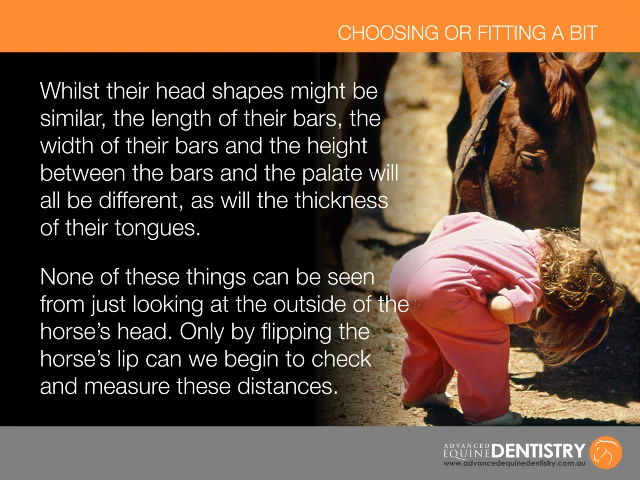 CHOOSING OR FITTING A BIT
Whilst their head shapes might be
similar, the length of their bars, the
width of their bars and the height
between the bars and the palate will
all be different, as will the thickness
of their tongues.
None of these things can be seen
from just looking at the outside of the
horse's head. Only by flipping the
horse's lip can we begin to check
and measure these distances.
ADVANCED
EQUINE DENTISTRY
www.advancedequinedentistry.com.au